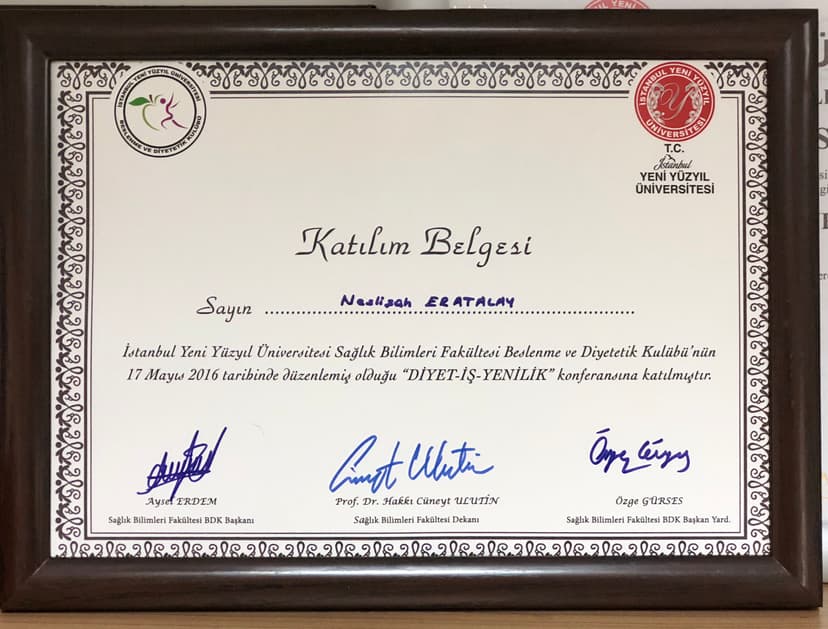 İSTANBUL YENİ YÜZYIL ÜNİVERSİTESİ
BESLENME VE DİYETETİK KULÜBÜ
İSTANBUL YENİ YÜZYIL
ÜNİVERSİTESİ
T.C.
İstanbul
YENİ YÜZYIL
ÜNİVERSİTESİ
Katılım Belgesi
Sayın Neslişah ERATALAY
İstanbul Yeni Yüzyıl Üniversitesi Sağlık Bilimleri Fakültesi Beslenme ve Diyetetik Kulübü'nün
17 Mayıs 2016 tarihinde düzenlemiş olduğu “DİYET-İŞ-YENİLİK” konferansına katılmıştır.
Aysel ERDEM
Prof. Dr. Hakkı Cüneyt ULUTİN
Özge GÜRSES
Sağlık Bilimleri Fakültesi BDK Başkanı
Sağlık Bilimleri Fakültesi Dekanı
Sağlık Bilimleri Fakültesi BDK Başkan Yard.